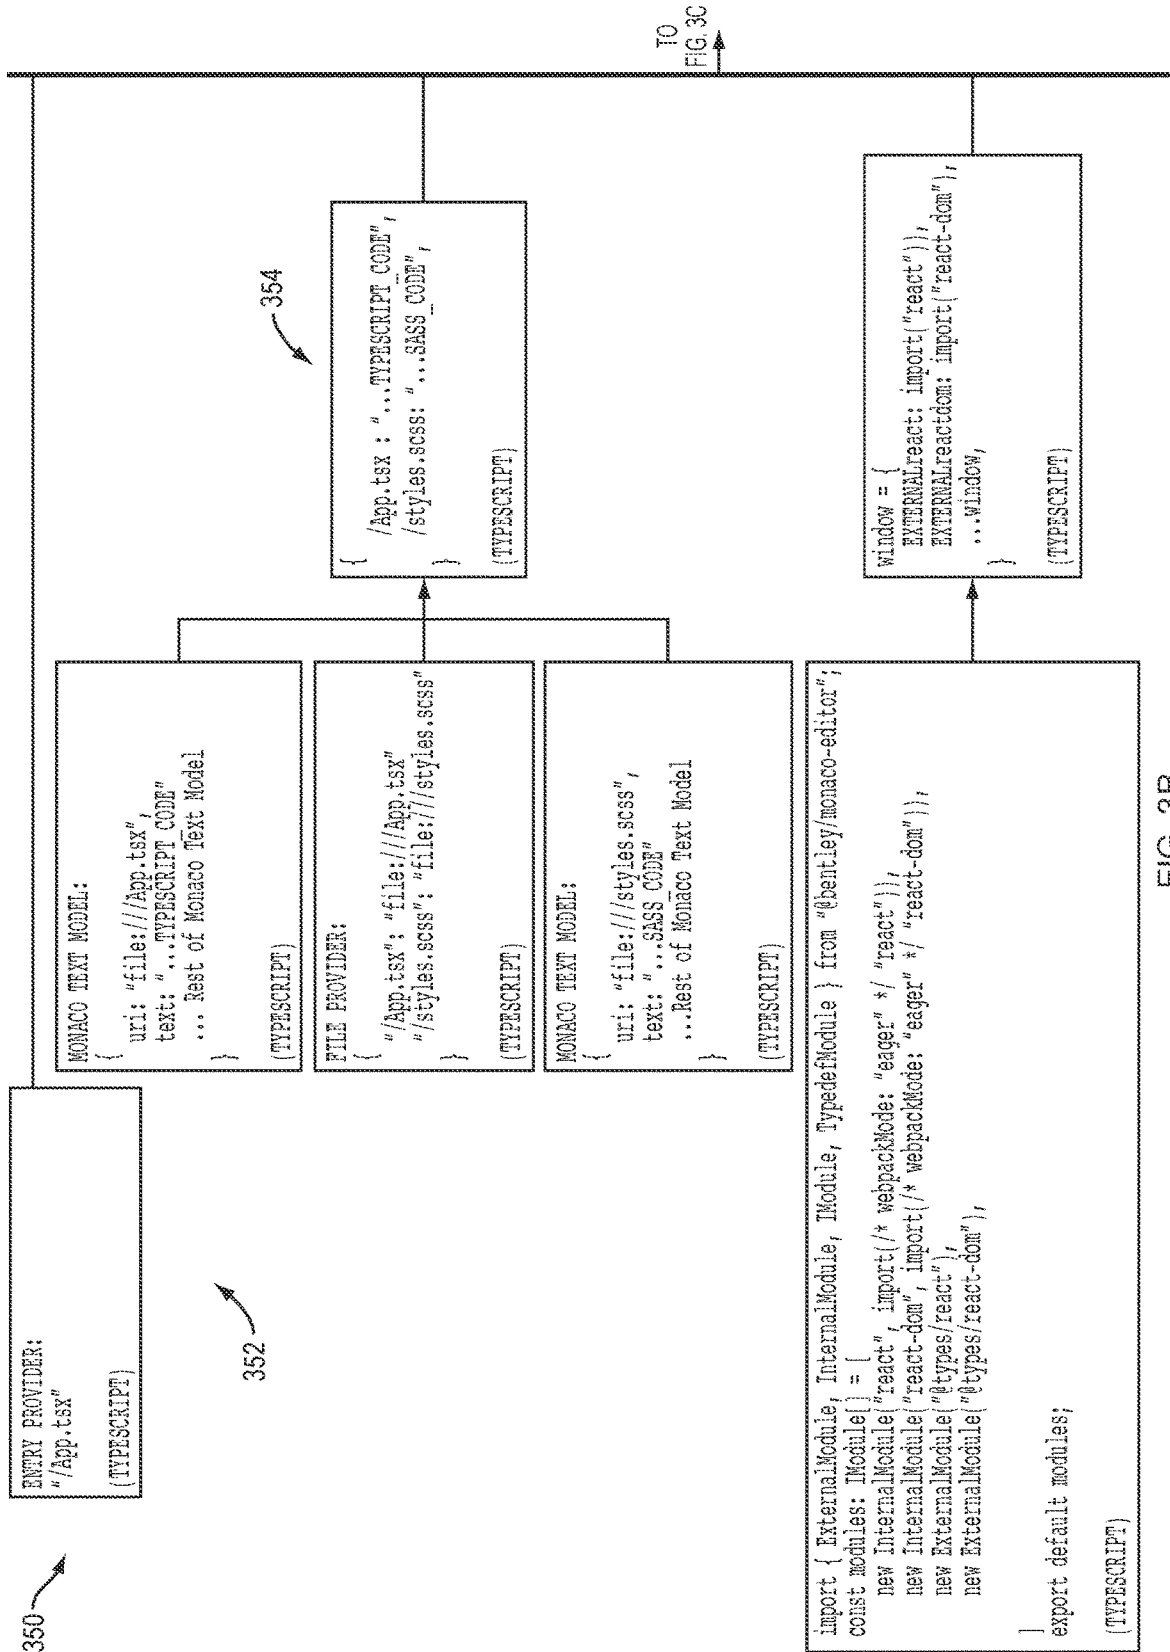 350
ENTRY PROVIDER:
"/App.tsx"
(TYPESCRIPT)
352
MONACO TEXT MODEL:
{
uri: "file:///App.tsx",
text: "...TYPESCRIPT_CODE"
... Rest of Monaco Text Model
}
(TYPESCRIPT)
FILE PROVIDER:
{
"/App.tsx": "file:///App.tsx"
"/styles.scss": "file:///styles.scss"
}
(TYPESCRIPT)
MONACO TEXT MODEL:
{
uri: "file:///styles.scss",
text: "...SASS_CODE"
...Rest of Monaco Text Model
}
(TYPESCRIPT)
354
{
/App.tsx : "...TYPESCRIPT_CODE",
/styles.scss: "...SASS_CODE",
}
(TYPESCRIPT)
import { ExternalModule, InternalModule, IModule, TypedefModule } from "@bentley/monaco-editor";
const modules: IModule[] = [
new InternalModule("react", import(/* webpackMode: "eager" */ "react")),
new InternalModule("react-dom", import(/* webpackMode: "eager" */ "react-dom")),
new ExternalModule("@types/react"),
new ExternalModule("@types/react-dom"),
]
export default modules;
(TYPESCRIPT)
window = {
EXTERNALreact: import("react")),
EXTERNALreactdom: import("react-dom"),
...window,
}
(TYPESCRIPT)
TO
FIG. 3C
FIG. 3B